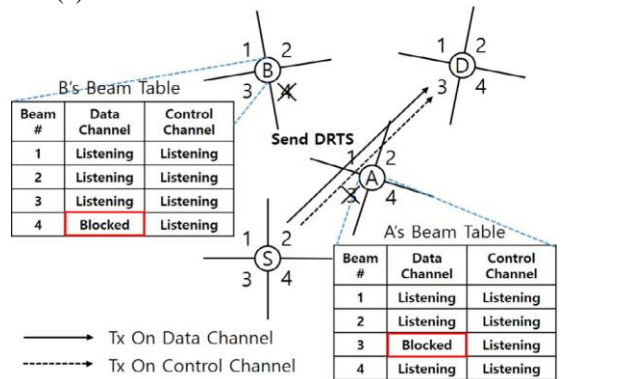 1 2
B
3 4
1 2
D
3 4
B's Beam Table
Beam # Data Channel Control Channel
1 Listening Listening
2 Listening Listening
3 Listening Listening
4 Blocked Listening
Send DRTS
1 2
A
3 4
1 2
S
3 4
A's Beam Table
Beam # Data Channel Control Channel
1 Listening Listening
2 Listening Listening
3 Blocked Listening
4 Listening Listening
Tx On Data Channel
Tx On Control Channel